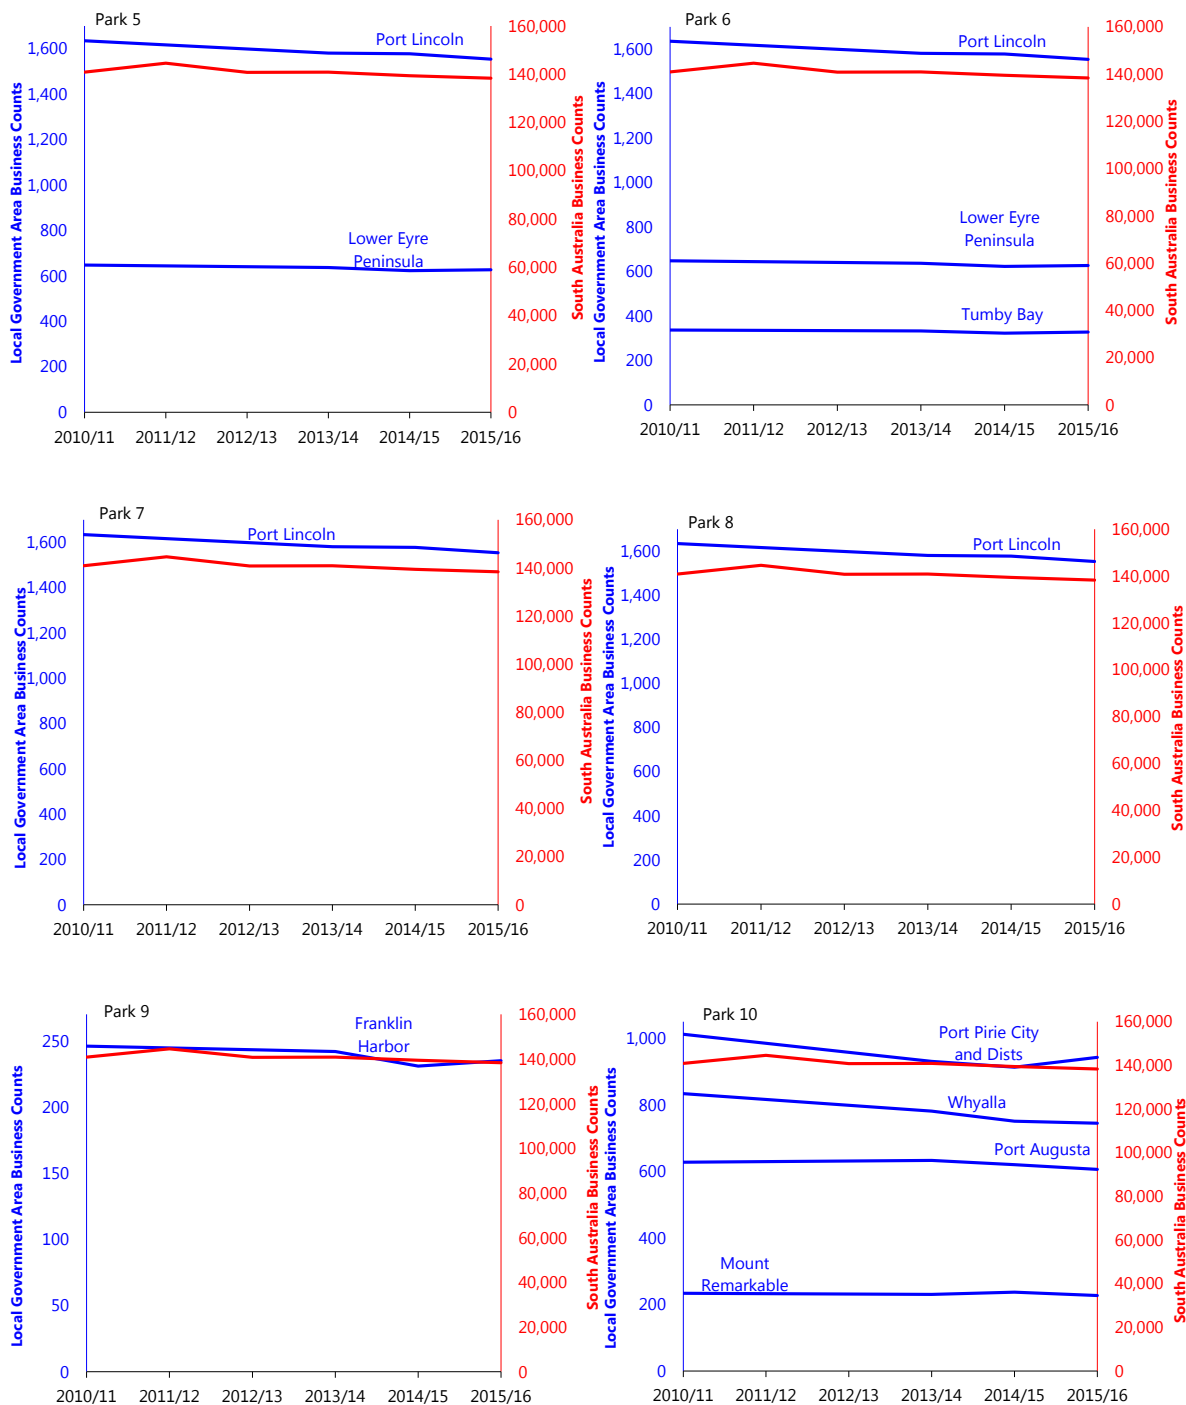 Park 5
Local Government Area Business Counts
1,600
1,400
1,200
1,000
800
600
400
200
0
Port Lincoln
Lower Eyre
Peninsula
160,000
140,000
120,000
100,000
80,000
60,000
40,000
20,000
0
South Australia Business Counts
2010/11 2011/12 2012/13 2013/14 2014/15 2015/16
Park 6
Local Government Area Business Counts
1,600
1,400
1,200
1,000
800
600
400
200
0
Port Lincoln
Lower Eyre
Peninsula
Tumby Bay
160,000
140,000
120,000
100,000
80,000
60,000
40,000
20,000
0
South Australia Business Counts
2010/11 2011/12 2012/13 2013/14 2014/15 2015/16
Park 7
Local Government Area Business Counts
1,600
1,400
1,200
1,000
800
600
400
200
0
Port Lincoln
160,000
140,000
120,000
100,000
80,000
60,000
40,000
20,000
0
South Australia Business Counts
2010/11 2011/12 2012/13 2013/14 2014/15 2015/16
Park 8
Local Government Area Business Counts
1,600
1,400
1,200
1,000
800
600
400
200
0
Port Lincoln
160,000
140,000
120,000
100,000
80,000
60,000
40,000
20,000
0
South Australia Business Counts
2010/11 2011/12 2012/13 2013/14 2014/15 2015/16
Park 9
Local Government Area Business Counts
250
200
150
100
50
0
Franklin
Harbor
160,000
140,000
120,000
100,000
80,000
60,000
40,000
20,000
0
South Australia Business Counts
2010/11 2011/12 2012/13 2013/14 2014/15 2015/16
Park 10
Local Government Area Business Counts
1,000
800
600
400
200
0
Port Pirie City
and Dists
Whyalla
Port Augusta
Mount
Remarkable
160,000
140,000
120,000
100,000
80,000
60,000
40,000
20,000
0
South Australia Business Counts
2010/11 2011/12 2012/13 2013/14 2014/15 2015/16